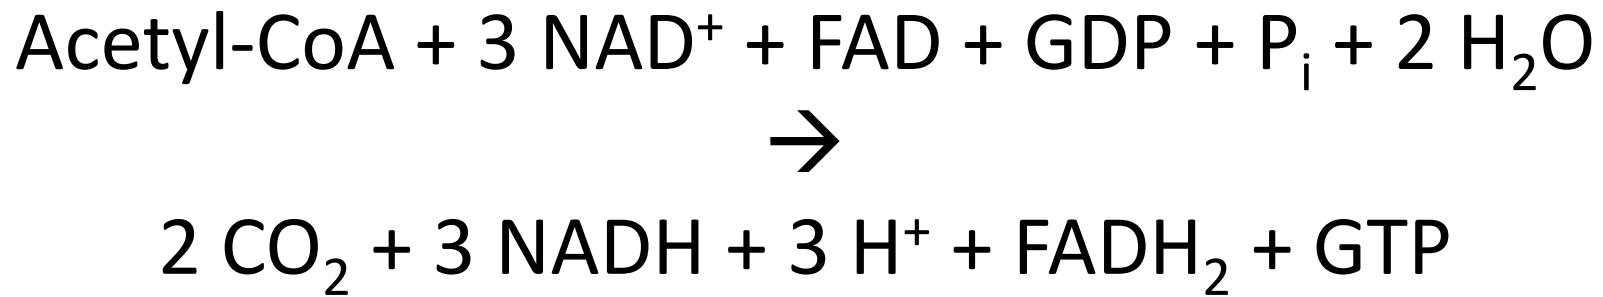 Acetyl-CoA + 3 NAD⁺ + FAD + GDP + Pᵢ + 2 H₂O
→
2 CO₂ + 3 NADH + 3 H⁺ + FADH₂ + GTP